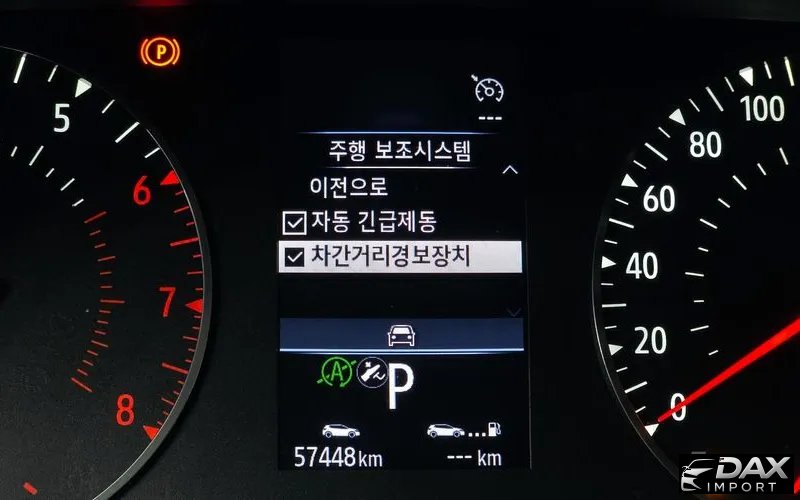 P
5
6
7
8
---
주행 보조시스템
이전으로
자동 긴급제동
차간거리경보장치
A
P
57448 km
--- km
100
80
60
40
20
0
DAX
IMPORT